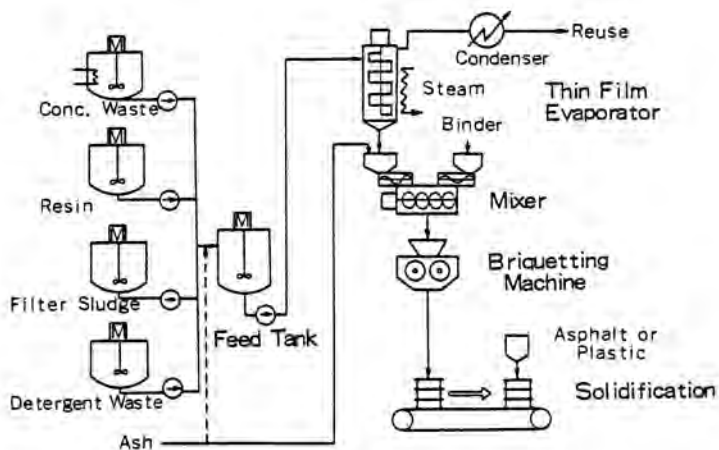 M
Conc. Waste
M
Resin
M
Filter Sludge
M
Detergent Waste
Ash
M
Feed Tank
Condenser
Reuse
Steam
Thin Film
Evaporator
Binder
Mixer
Briquetting
Machine
Asphalt or
Plastic
Solidification